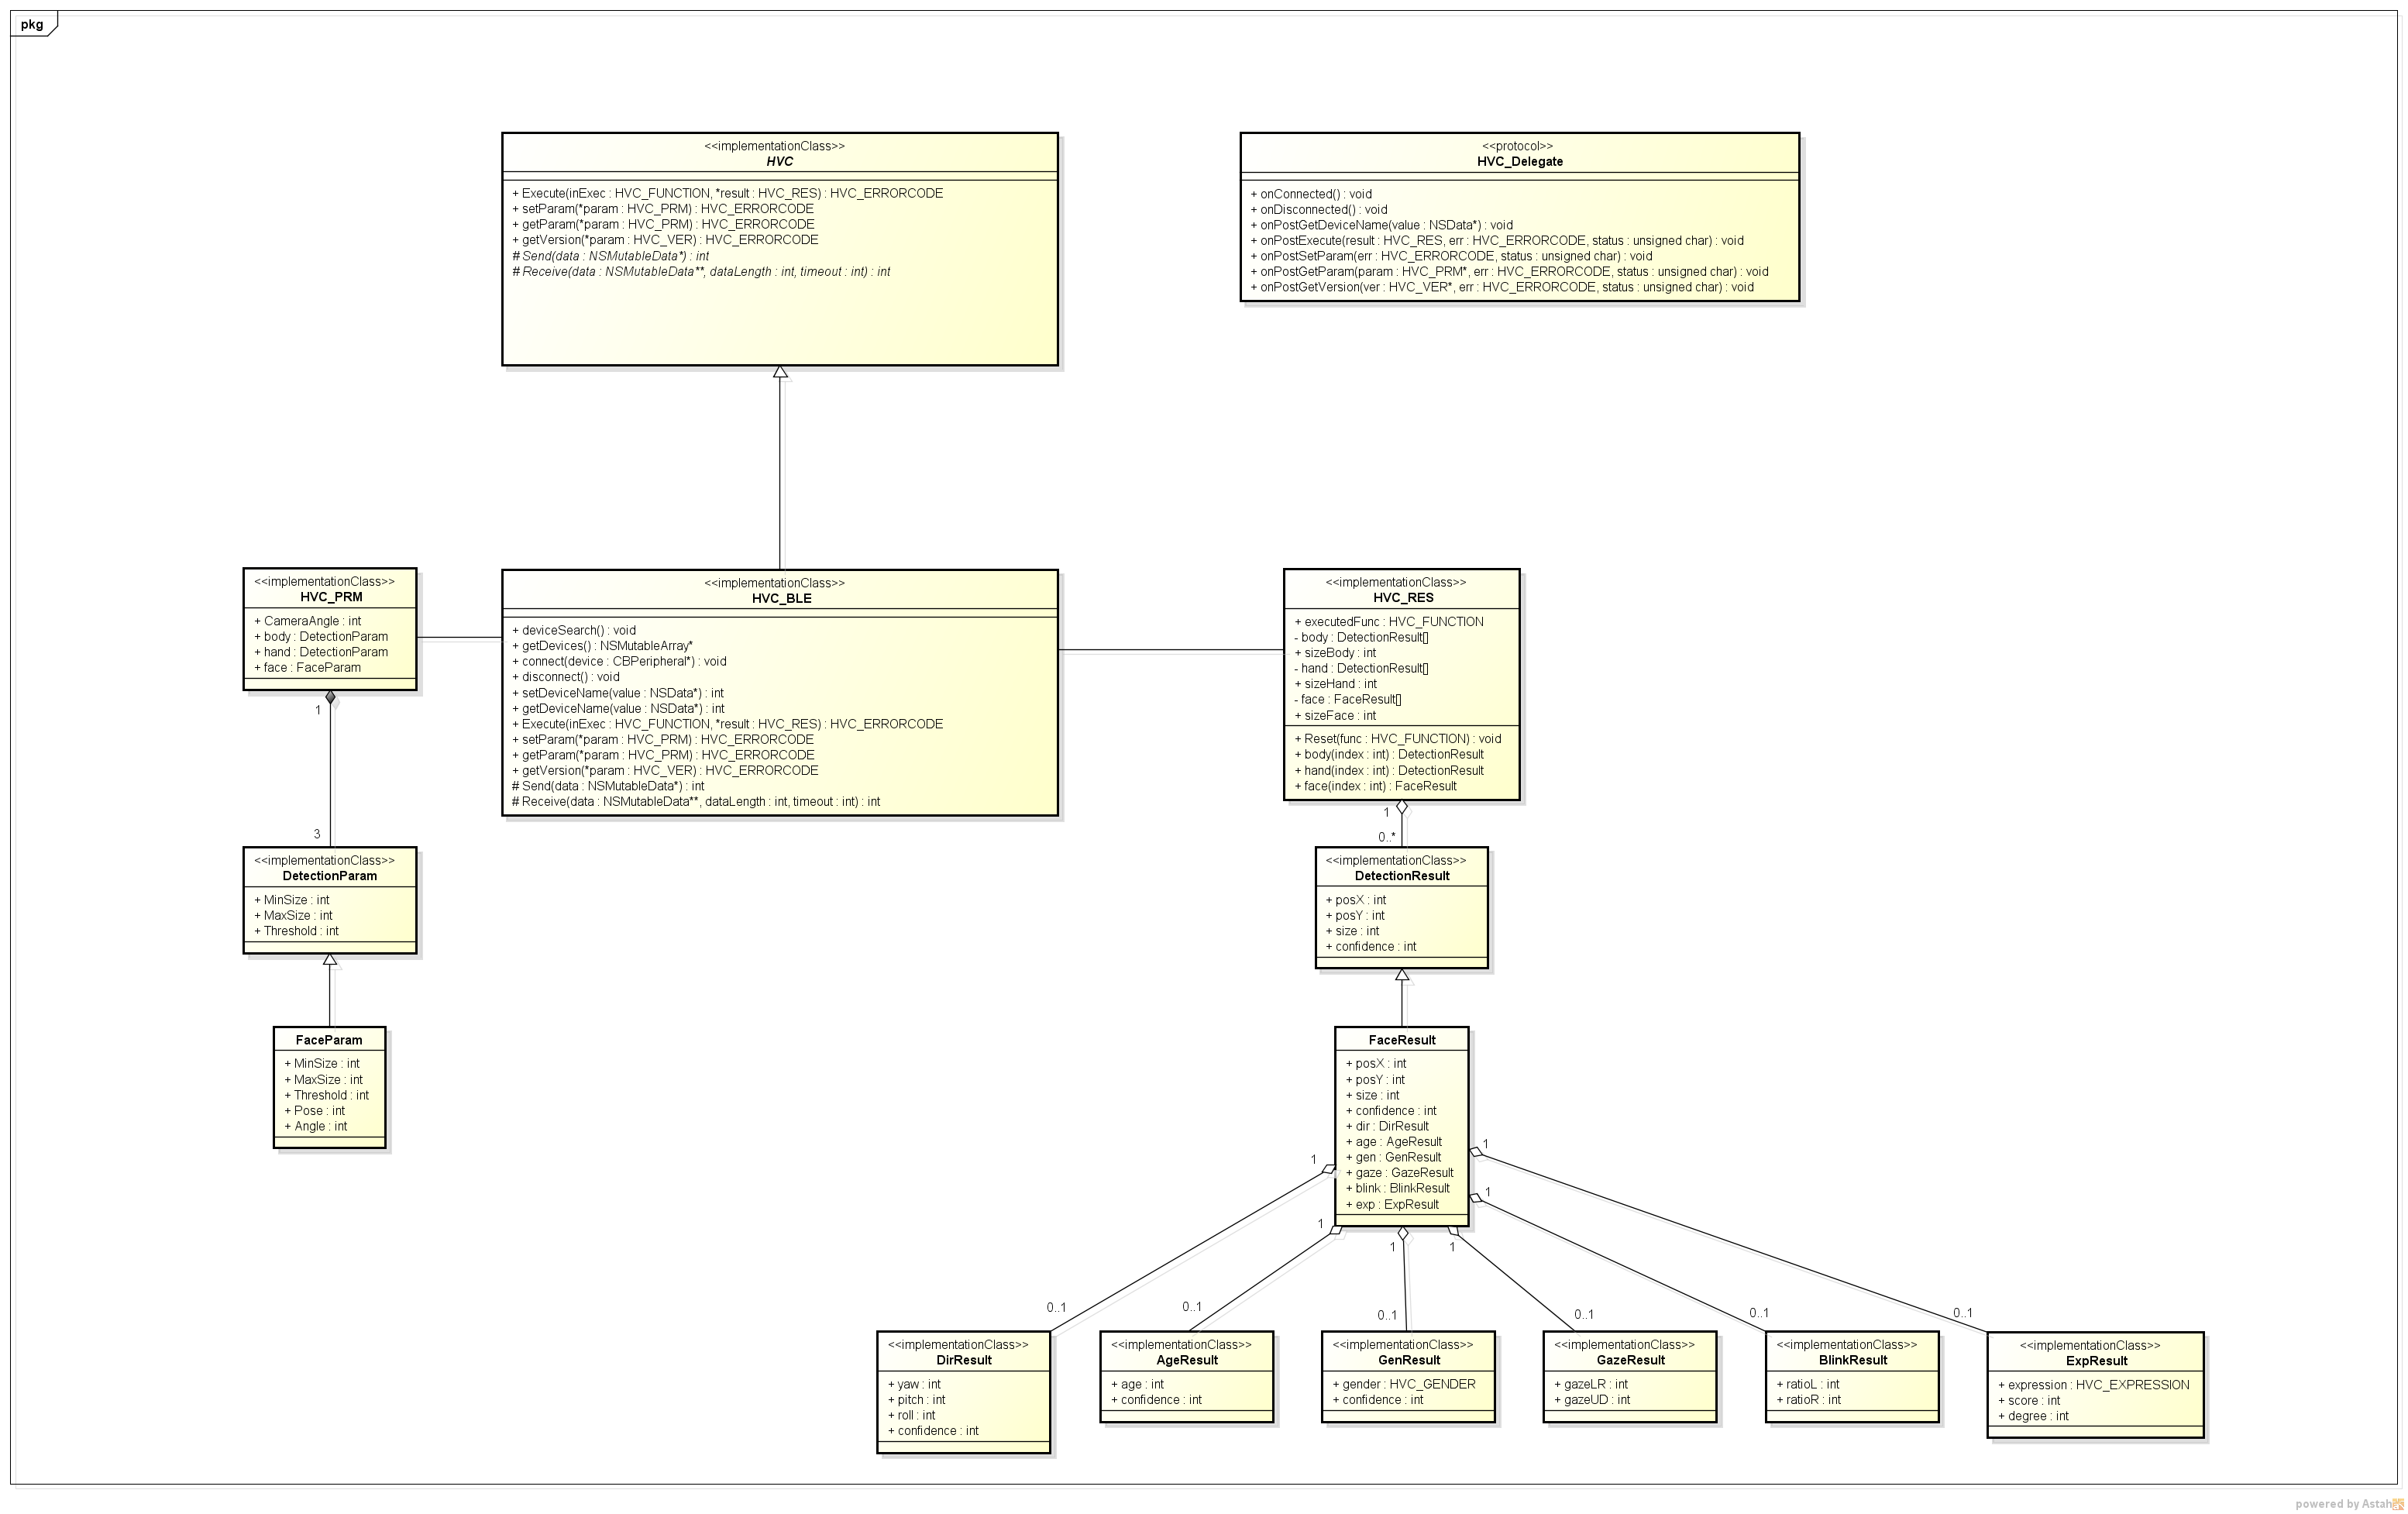 pkg
<<implementationClass>>
HVC
+ Execute(inExec : HVC_FUNCTION, *result : HVC_RES) : HVC_ERRORCODE
+ setParam(*param : HVC_PRM) : HVC_ERRORCODE
+ getParam(*param : HVC_PRM) : HVC_ERRORCODE
+ getVersion(*param : HVC_VER) : HVC_ERRORCODE
# Send(data : NSMutableData*) : int
# Receive(data : NSMutableData**, dataLength : int, timeout : int) : int
<<protocol>>
HVC_Delegate
+ onConnected() : void
+ onDisconnected() : void
+ onPostGetDeviceName(value : NSData*) : void
+ onPostExecute(result : HVC_RES, err : HVC_ERRORCODE, status : unsigned char) : void
+ onPostSetParam(err : HVC_ERRORCODE, status : unsigned char) : void
+ onPostGetParam(param : HVC_PRM*, err : HVC_ERRORCODE, status : unsigned char) : void
+ onPostGetVersion(ver : HVC_VER*, err : HVC_ERRORCODE, status : unsigned char) : void
<<implementationClass>>
HVC_PRM
+ CameraAngle : int
+ body : DetectionParam
+ hand : DetectionParam
+ face : FaceParam
<<implementationClass>>
HVC_BLE
+ deviceSearch() : void
+ getDevices() : NSMutableArray*
+ connect(device : CBPeripheral*) : void
+ disconnect() : void
+ setDeviceName(value : NSData*) : int
+ getDeviceName(value : NSData*) : int
+ Execute(inExec : HVC_FUNCTION, *result : HVC_RES) : HVC_ERRORCODE
+ setParam(*param : HVC_PRM) : HVC_ERRORCODE
+ getParam(*param : HVC_PRM) : HVC_ERRORCODE
+ getVersion(*param : HVC_VER) : HVC_ERRORCODE
# Send(data : NSMutableData*) : int
# Receive(data : NSMutableData**, dataLength : int, timeout : int) : int
<<implementationClass>>
HVC_RES
+ executedFunc : HVC_FUNCTION
- body : DetectionResult[]
+ sizeBody : int
- hand : DetectionResult[]
+ sizeHand : int
- face : FaceResult[]
+ sizeFace : int
+ Reset(func : HVC_FUNCTION) : void
+ body(index : int) : DetectionResult
+ hand(index : int) : DetectionResult
+ face(index : int) : FaceResult
1
3
1
0..*
<<implementationClass>>
DetectionParam
+ MinSize : int
+ MaxSize : int
+ Threshold : int
<<implementationClass>>
DetectionResult
+ posX : int
+ posY : int
+ size : int
+ confidence : int
FaceParam
+ MinSize : int
+ MaxSize : int
+ Threshold : int
+ Pose : int
+ Angle : int
FaceResult
+ posX : int
+ posY : int
+ size : int
+ confidence : int
+ dir : DirResult
+ age : AgeResult
+ gen : GenResult
+ gaze : GazeResult
+ blink : BlinkResult
+ exp : ExpResult
1
1
1
1
1
1
0..1
0..1
0..1
0..1
0..1
0..1
<<implementationClass>>
DirResult
+ yaw : int
+ pitch : int
+ roll : int
+ confidence : int
<<implementationClass>>
AgeResult
+ age : int
+ confidence : int
<<implementationClass>>
GenResult
+ gender : HVC_GENDER
+ confidence : int
<<implementationClass>>
GazeResult
+ gazeLR : int
+ gazeUD : int
<<implementationClass>>
BlinkResult
+ ratioL : int
+ ratioR : int
<<implementationClass>>
ExpResult
+ expression : HVC_EXPRESSION
+ score : int
+ degree : int
powered by Astah